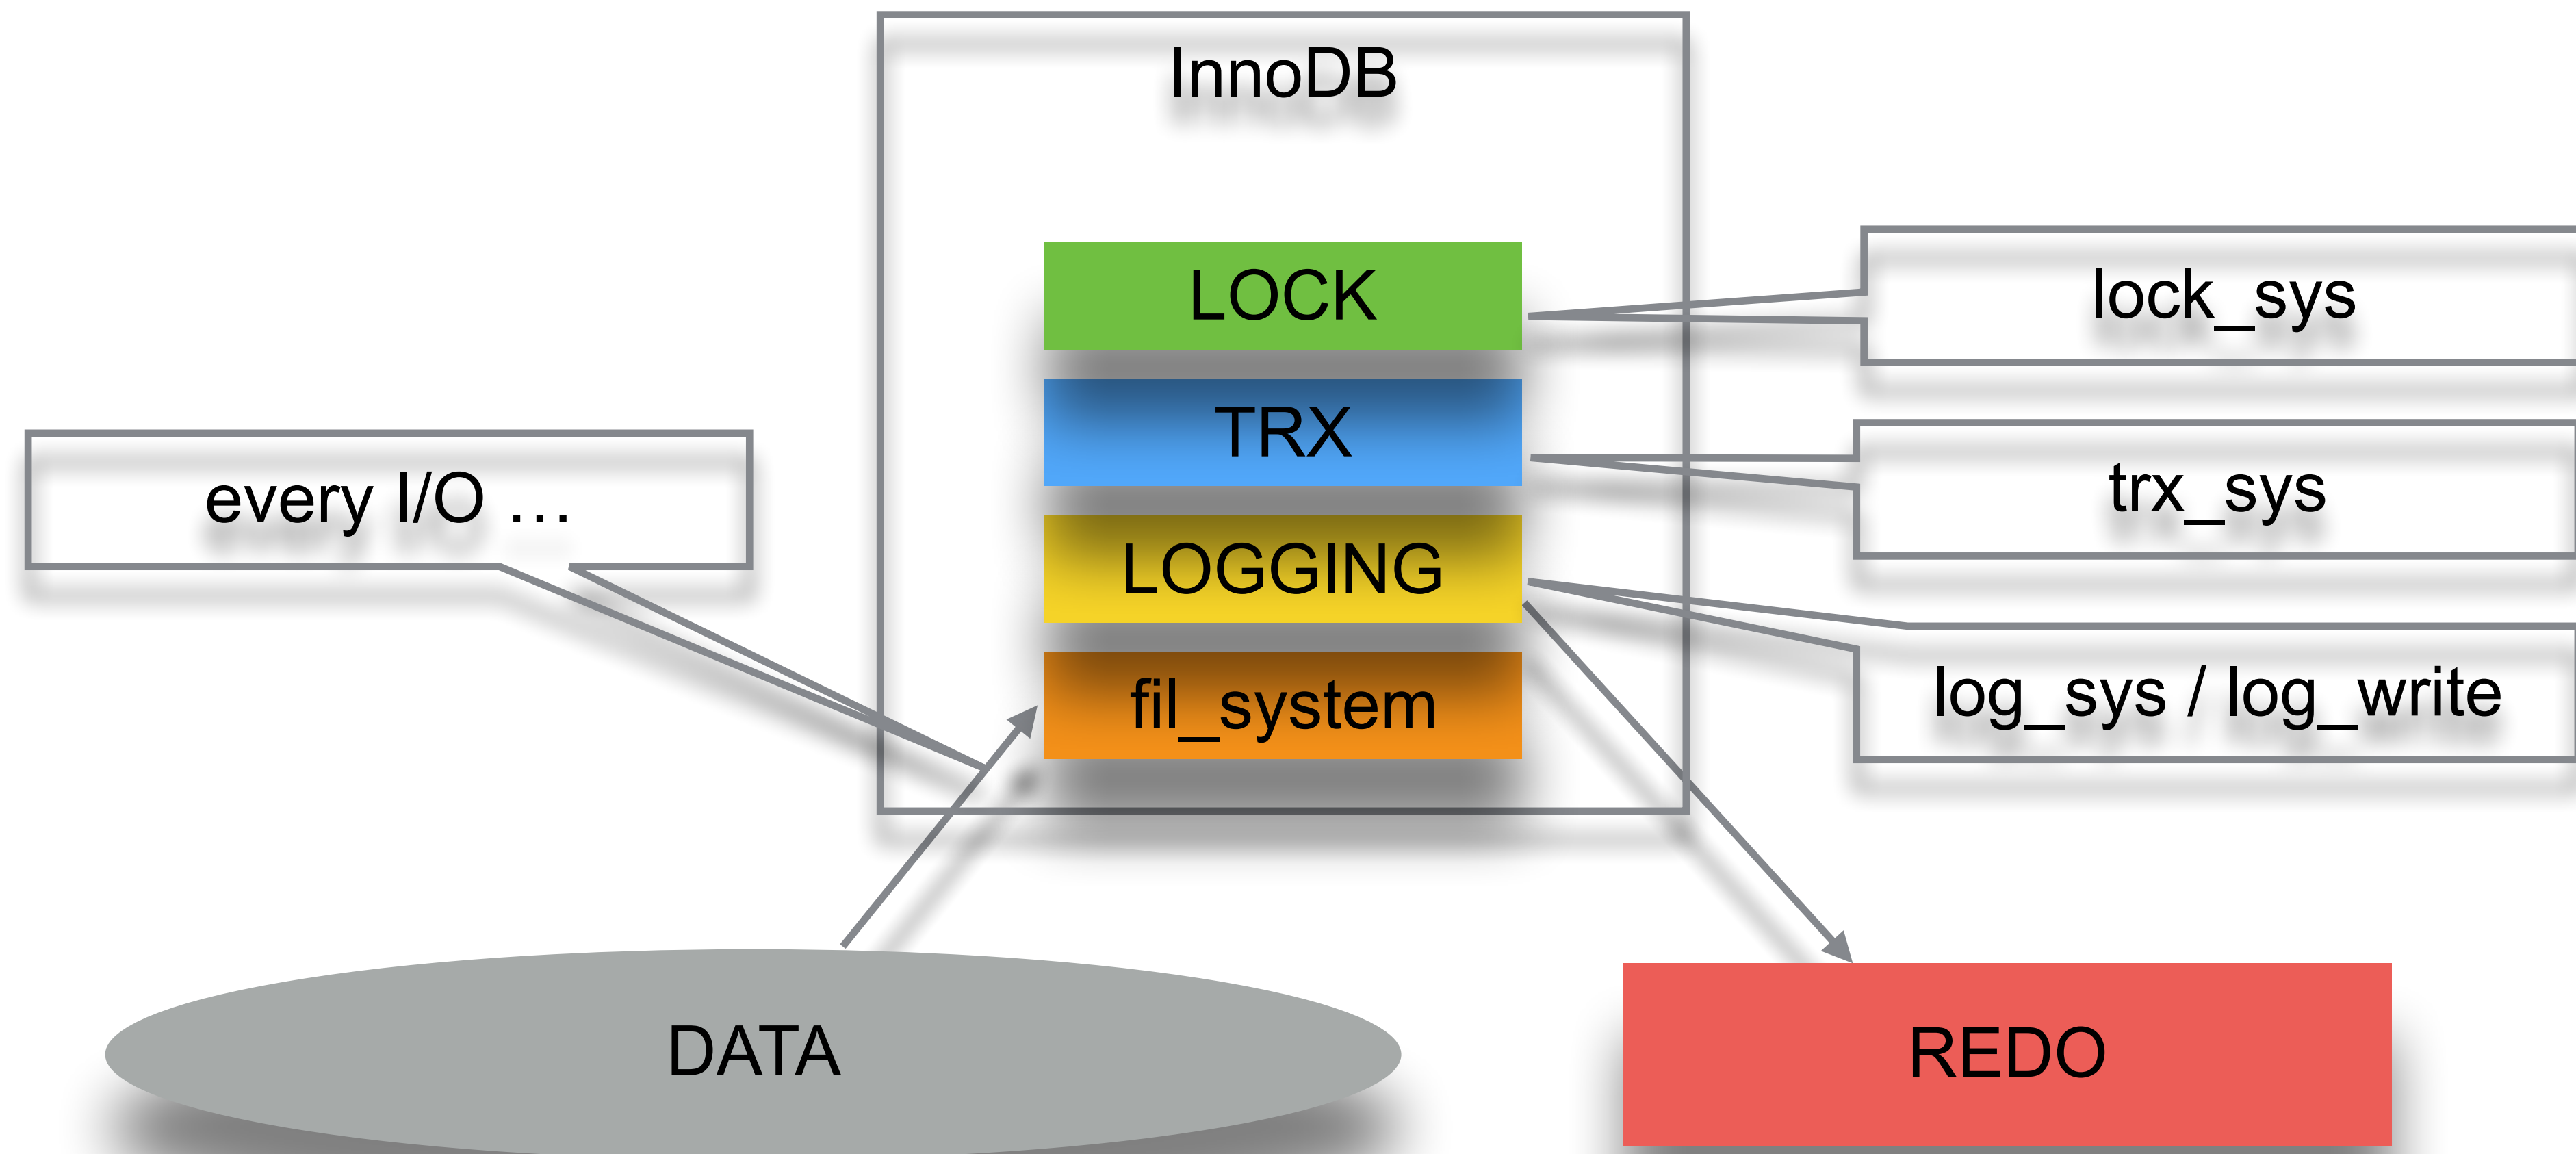 InnoDB
LOCK
lock_sys
TRX
trx_sys
every I/O …
LOGGING
log_sys / log_write
fil_system
DATA
REDO